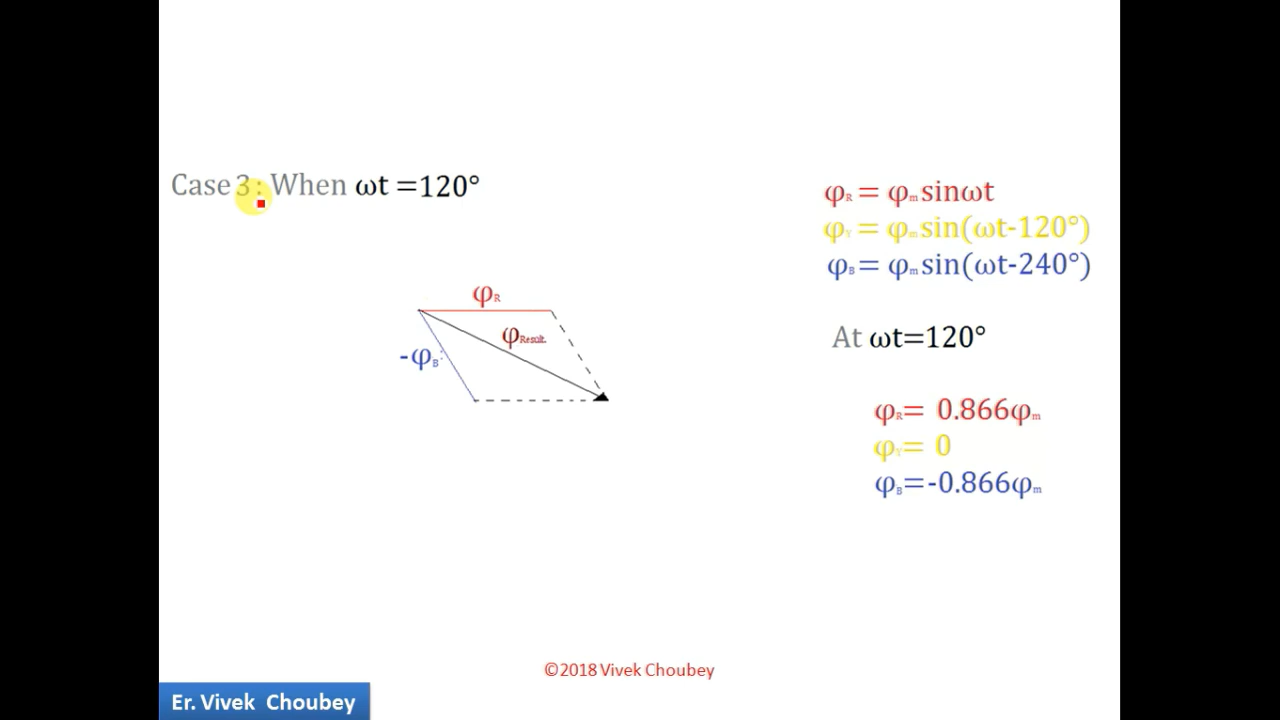 Case 3 : When ωt =120°
φR = φm sinωt
φY = φm sin(ωt-120°)
φB = φm sin(ωt-240°)
φR
φResult.
-φB
At ωt=120°
φR= 0.866φm
φY= 0
φB=-0.866φm
©2018 Vivek Choubey
Er. Vivek Choubey